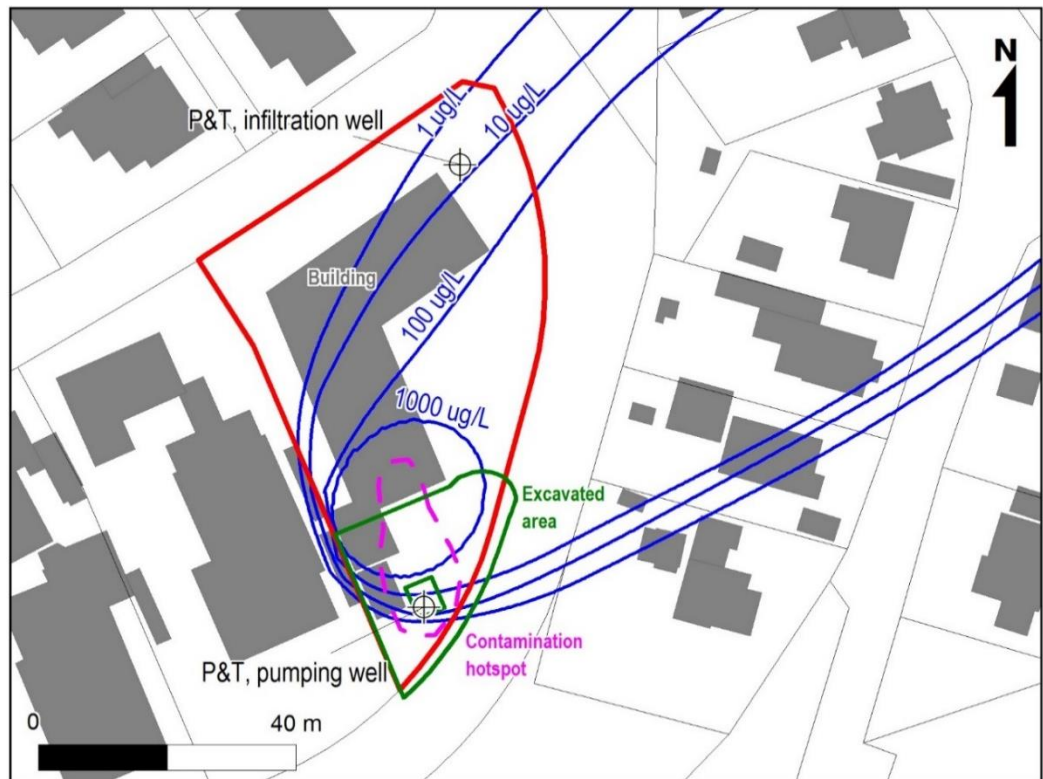 N
P&T, infiltration well
1 ug/L
10 ug/L
Building
100 ug/L
1000 ug/L
Excavated
area
Contamination
hotspot
P&T, pumping well
0
40 m